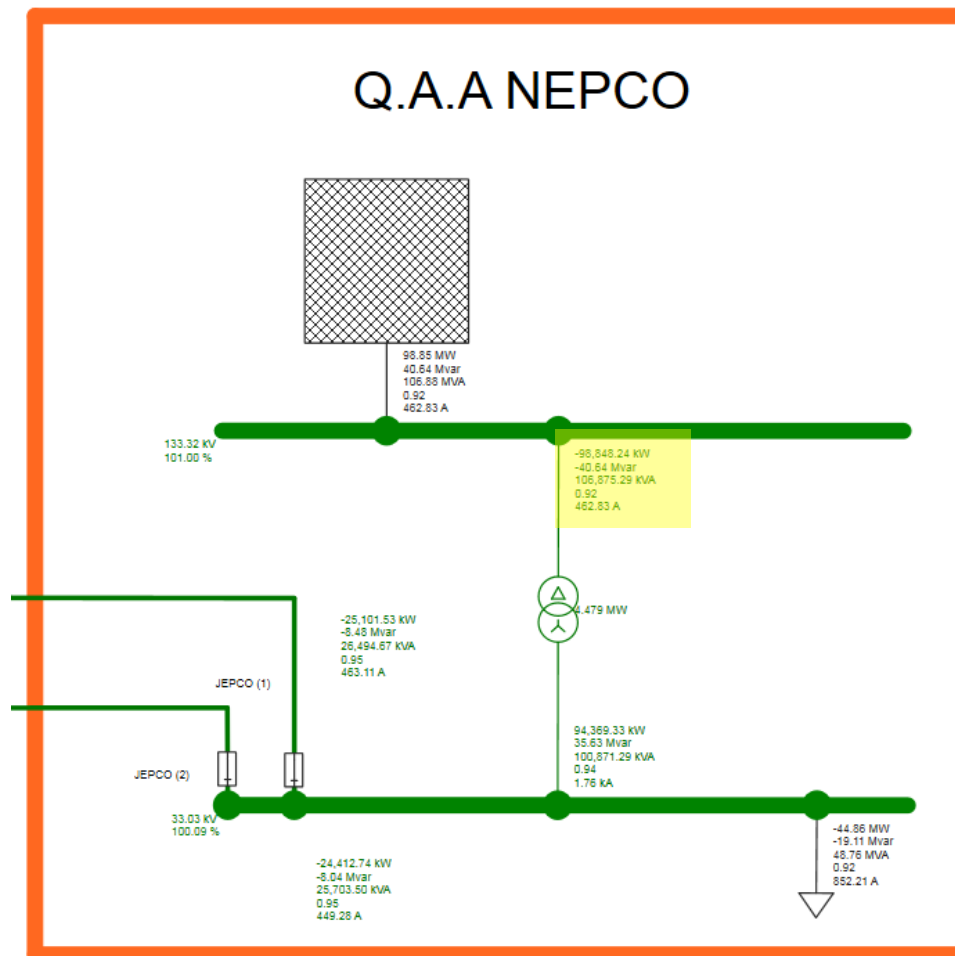 Q.A.A NEPCO
98.85 MW
40.64 Mvar
106.88 MVA
0.92
462.83 A
133.32 kV
101.00 %
-98,848.24 kW
-40.64 Mvar
106,875.29 kVA
0.92
462.83 A
4.479 MW
-25,101.53 kW
-8.48 Mvar
26,494.67 kVA
0.95
463.11 A
JEPCO (1)
JEPCO (2)
94,369.33 kW
35.63 Mvar
100,871.29 kVA
0.94
1.76 kA
33.03 kV
100.09 %
-44.86 MW
-19.11 Mvar
48.76 MVA
0.92
852.21 A
-24,412.74 kW
-8.04 Mvar
25,703.50 kVA
0.95
449.28 A